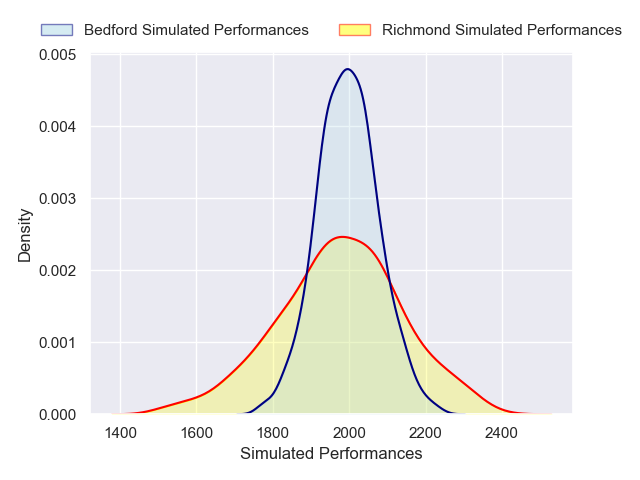 Bedford Simulated Performances Richmond Simulated Performances
0.005
0.004
0.003
0.002
0.001
0.000
Density
1400 1600 1800 2000 2200 2400
Simulated Performances